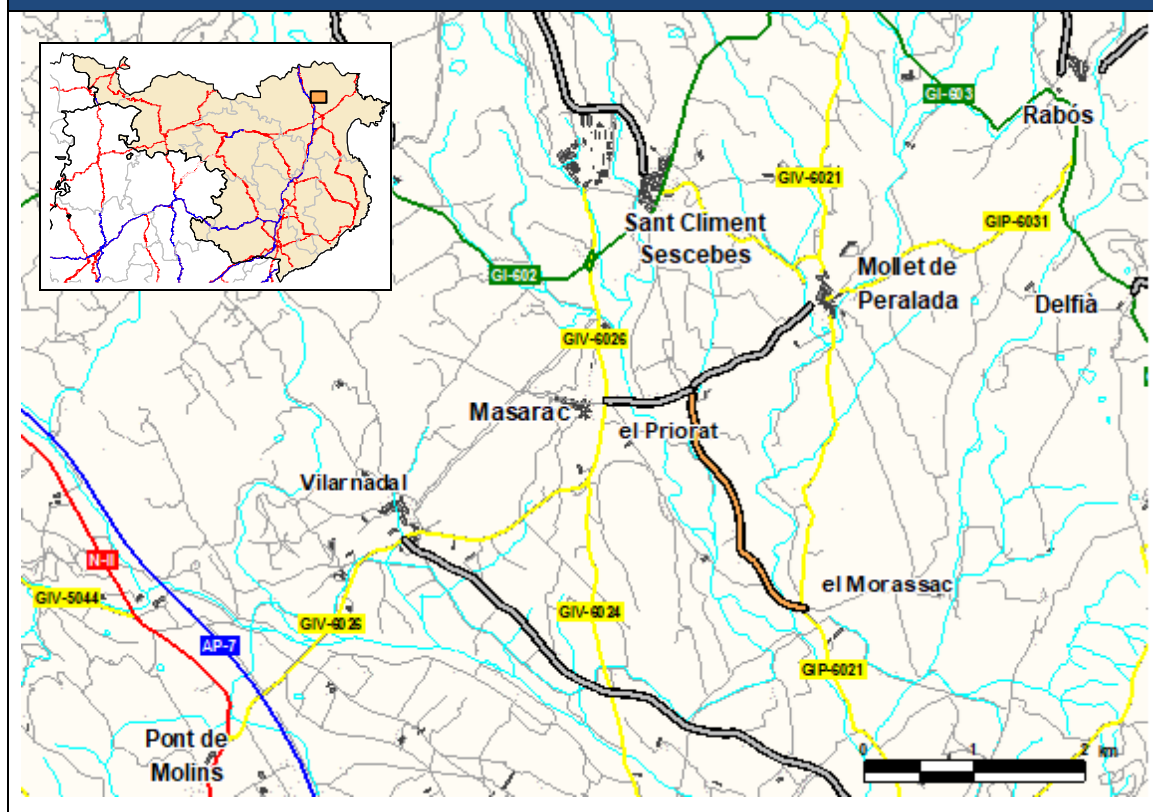 GI-603
Rabós
GIV-6021
GIP-6031
Sant Climent
Sescebes
GI-602
Mollet de
Peralada
Delfià
GIV-6026
Masarac
el Priorat
Vilarnadal
N-II
el Morassac
GIV-5044
GIV-6024
GIV-6026
AP-7
GIP-6021
Pont de
Molins
0 1 2 km